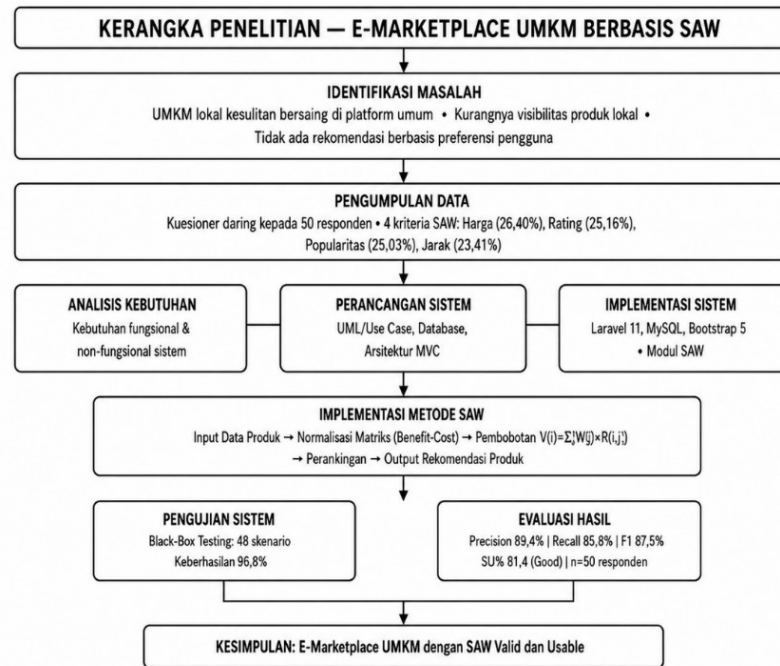 KERANGKA PENELITIAN — E-MARKETPLACE UMKM BERBASIS SAW
IDENTIFIKASI MASALAH
UMKM lokal kesulitan bersaing di platform umum • Kurangnya visibilitas produk lokal •
Tidak ada rekomendasi berbasis preferensi pengguna
PENGUMPULAN DATA
Kuesioner daring kepada 50 responden • 4 kriteria SAW: Harga (26,40%), Rating (25,16%),
Popularitas (25,03%), Jarak (23,41%)
ANALISIS KEBUTUHAN
Kebutuhan fungsional &
non-fungsional sistem
PERANCANGAN SISTEM
UML/Use Case, Database,
Arsitektur MVC
IMPLEMENTASI SISTEM
Laravel 11, MySQL, Bootstrap 5
• Modul SAW
IMPLEMENTASI METODE SAW
Input Data Produk → Normalisasi Matriks (Benefit-Cost) → Pembobotan
→ Perankingan → Output Rekomendasi Produk
PENGUJIAN SISTEM
Black-Box Testing: 48 skenario
Keberhasilan 96,8%
EVALUASI HASIL
Precision 89,4% | Recall 85,8% | F1 87,5%
SU% 81,4 (Good) | n=50 responden
KESIMPULAN: E-Marketplace UMKM dengan SAW Valid dan Usable